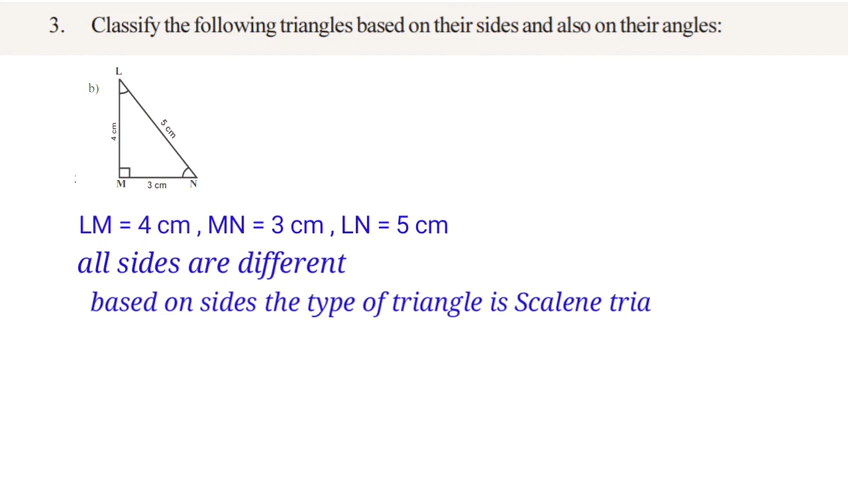 3. Classify the following triangles based on their sides and also on their angles:
L
b)
4 cm
5 cm
M
3 cm
N
LM = 4 cm , MN = 3 cm , LN = 5 cm
all sides are different
based on sides the type of triangle is Scalene tria